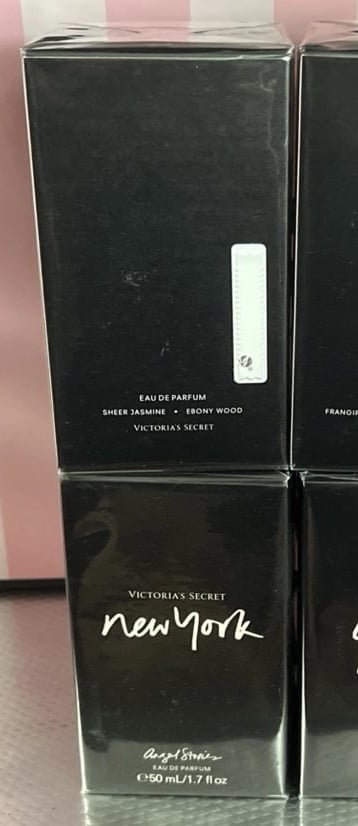 EAU DE PARFUM
SHEER JASMINE • EBONY WOOD
VICTORIA'S SECRET
VICTORIA'S SECRET
new york
Angel Stories
EAU DE PARFUM
℮50 mL/1.7 fl oz